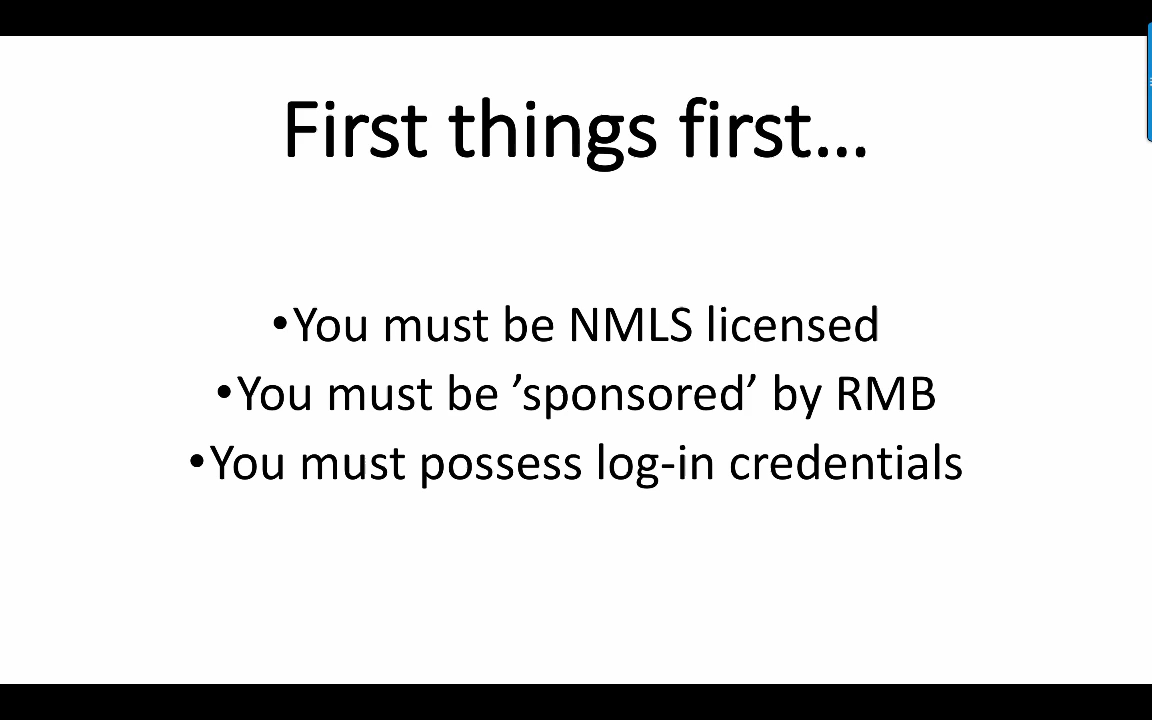 First things first...
•You must be NMLS licensed
•You must be ’sponsored’ by RMB
•You must possess log-in credentials